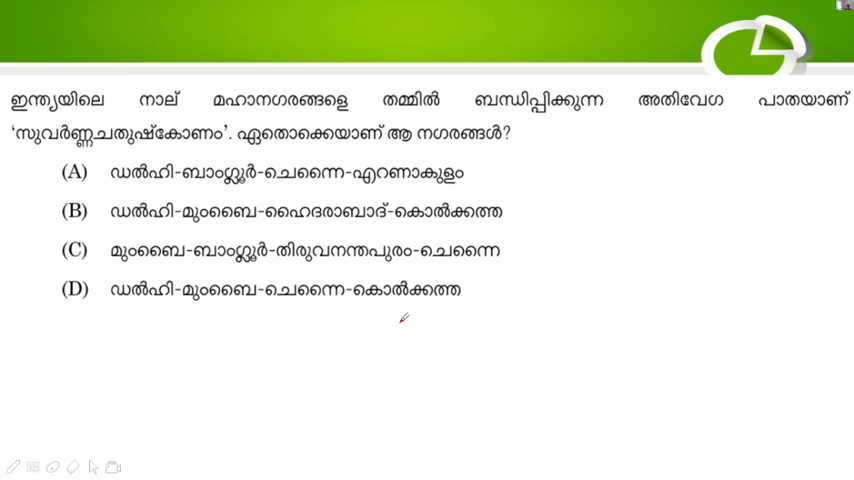 ഇന്ത്യയിലെ നാല് മഹാനഗരങ്ങളെ തമ്മിൽ ബന്ധിപ്പിക്കുന്ന അതിവേഗ പാതയാണ്
‘സുവർണ്ണചതുഷ്കോണം’. ഏതൊക്കെയാണ് ആ നഗരങ്ങൾ?
(A) ഡൽഹി-ബാംഗ്ലൂർ-ചെന്നൈ-എറണാകുളം
(B) ഡൽഹി-മുംബൈ-ഹൈദരാബാദ്-കൊൽക്കത്ത
(C) മുംബൈ-ബാംഗ്ലൂർ-തിരുവനന്തപുരം-ചെന്നൈ
(D) ഡൽഹി-മുംബൈ-ചെന്നൈ-കൊൽക്കത്ത